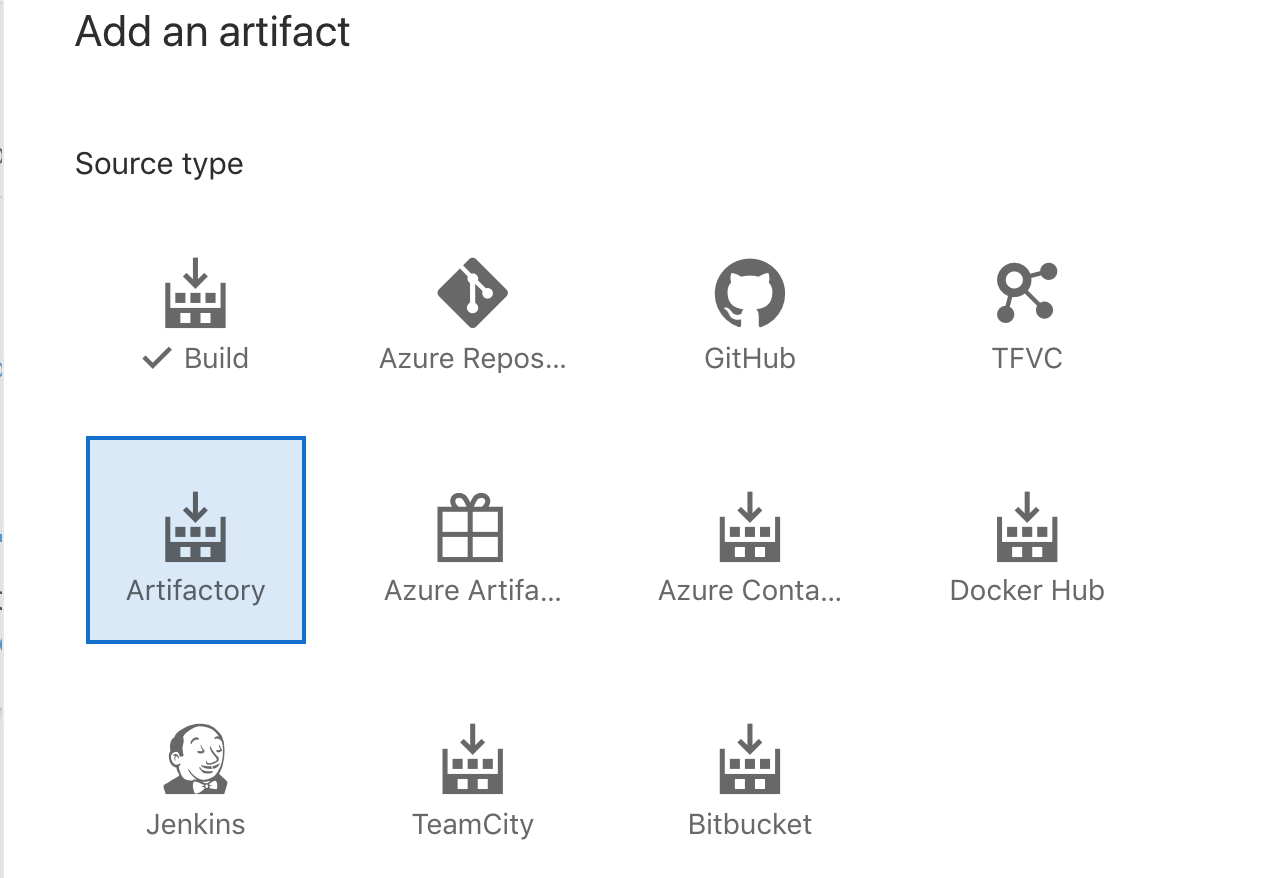 Add an artifact
Source type
Build
Azure Repos...
GitHub
TFVC
Artifactory
Azure Artifa...
Azure Conta...
Docker Hub
Jenkins
TeamCity
Bitbucket